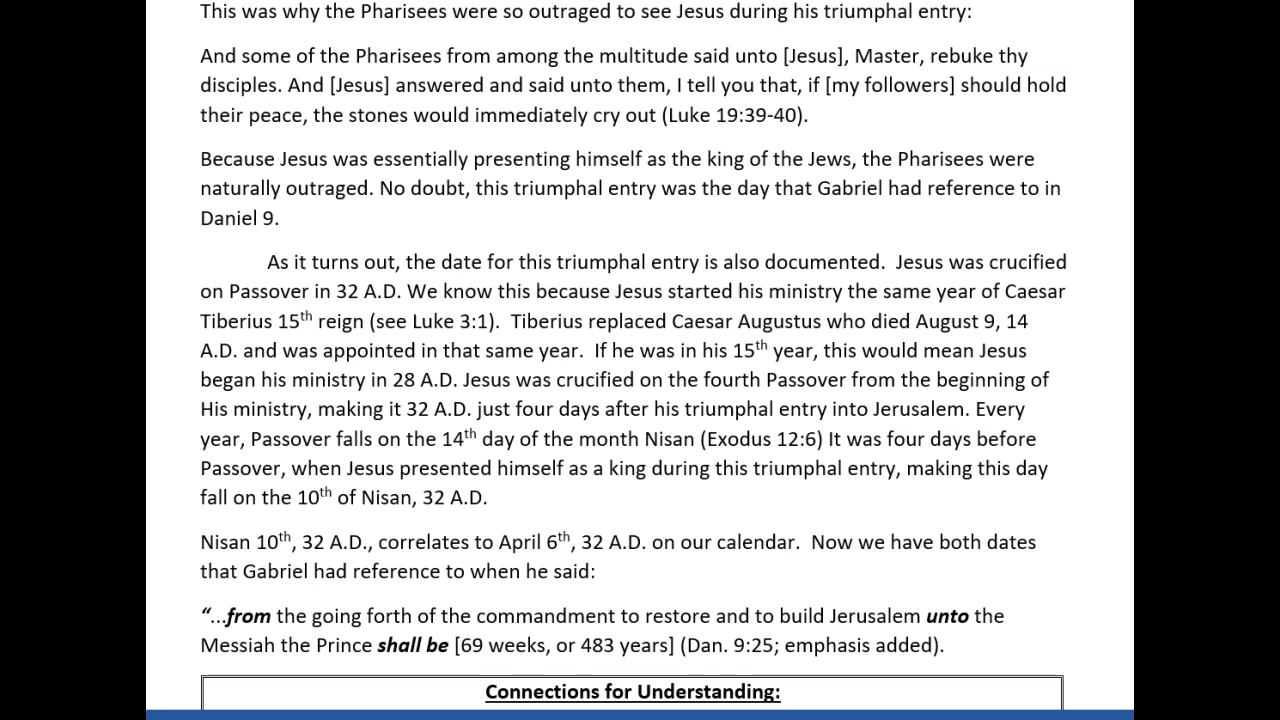 This was why the Pharisees were so outraged to see Jesus during his triumphal entry:
And some of the Pharisees from among the multitude said unto [Jesus], Master, rebuke thy
disciples. And [Jesus] answered and said unto them, I tell you that, if [my followers] should hold
their peace, the stones would immediately cry out (Luke 19:39-40).
Because Jesus was essentially presenting himself as the king of the Jews, the Pharisees were
naturally outraged. No doubt, this triumphal entry was the day that Gabriel had reference to in
Daniel 9.
As it turns out, the date for this triumphal entry is also documented.  Jesus was crucified
on Passover in 32 A.D. We know this because Jesus started his ministry the same year of Caesar
Tiberius 15th reign (see Luke 3:1).  Tiberius replaced Caesar Augustus who died August 9, 14
A.D. and was appointed in that same year.  If he was in his 15th year, this would mean Jesus
began his ministry in 28 A.D. Jesus was crucified on the fourth Passover from the beginning of
His ministry, making it 32 A.D. just four days after his triumphal entry into Jerusalem. Every
year, Passover falls on the 14th day of the month Nisan (Exodus 12:6) It was four days before
Passover, when Jesus presented himself as a king during this triumphal entry, making this day
fall on the 10th of Nisan, 32 A.D.
Nisan 10th, 32 A.D., correlates to April 6th, 32 A.D. on our calendar.  Now we have both dates
that Gabriel had reference to when he said:
“...from the going forth of the commandment to restore and to build Jerusalem unto the
Messiah the Prince shall be [69 weeks, or 483 years] (Dan. 9:25; emphasis added).
Connections for Understanding: